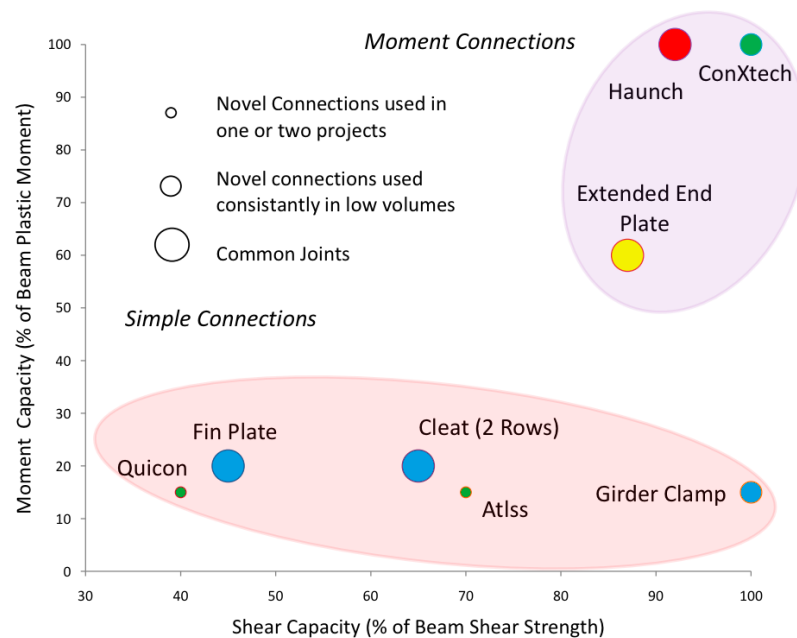 Moment Connections
Haunch
ConXtech
Novel Connections used in
one or two projects
Novel connections used
consistantly in low volumes
Common Joints
Extended End
Plate
Simple Connections
Fin Plate
Cleat (2 Rows)
Quicon
Atlss
Girder Clamp
Moment Capacity (% of Beam Plastic Moment)
100
90
80
70
60
50
40
30
20
10
0
30
40
50
60
70
80
90
100
Shear Capacity (% of Beam Shear Strength)